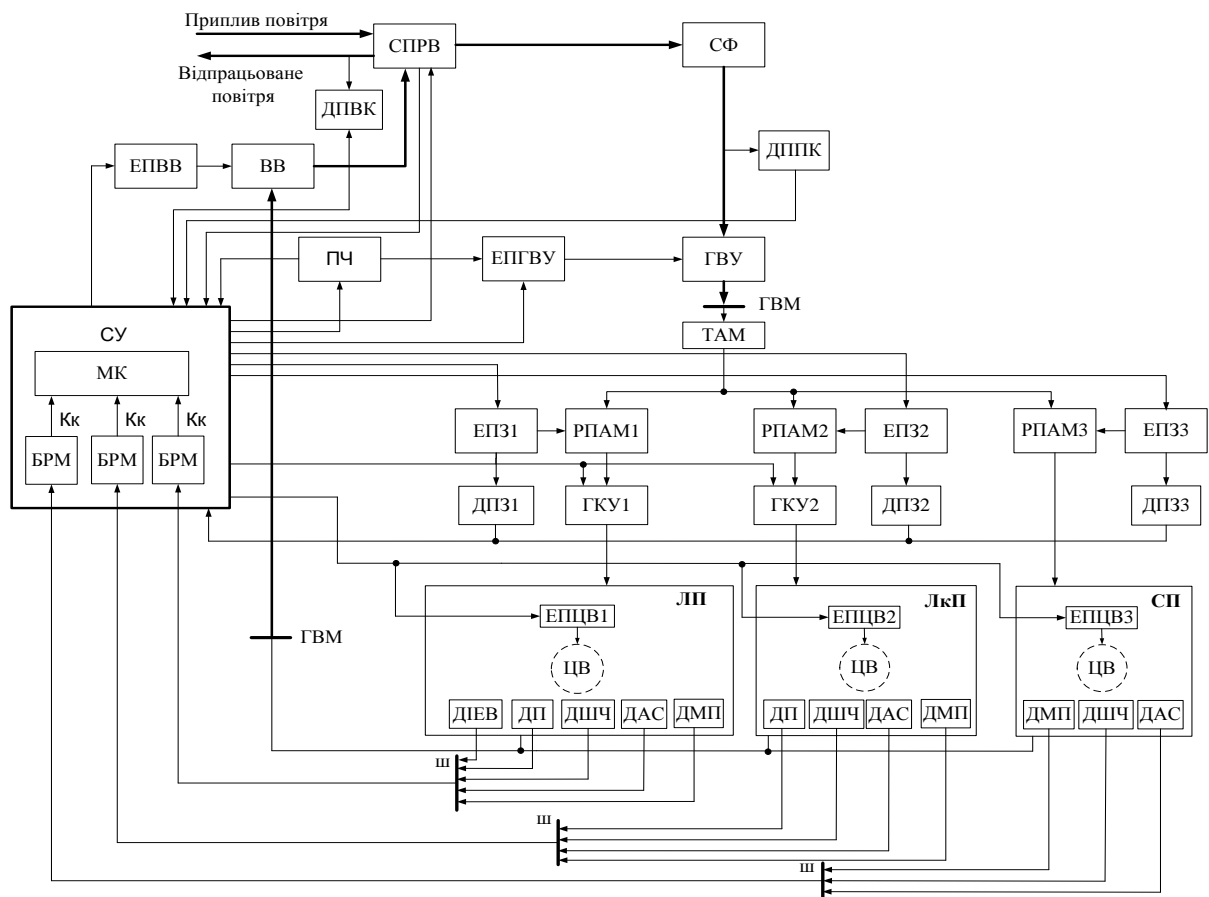 Приплив повітря
СПРВ
СФ
Відпрацьоване
повітря
ДПВК
ЕПВВ
ВВ
ДППК
ПЧ
ЕПГВУ
ГВУ
ГВМ
ТАМ
СУ
МК
Кк
Кк
Кк
БРМ
БРМ
БРМ
ЕПЗ1
РПАМ1
РПАМ2
ЕПЗ2
РПАМ3
ЕПЗ3
ДПЗ1
ГКУ1
ГКУ2
ДПЗ2
ДПЗ3
ЛП
ЛкП
СП
ЕПЦВ1
ЕПЦВ2
ЕПЦВ3
ГВМ
ЦВ
ЦВ
ЦВ
ДІЕВ
ДП
ДШЧ
ДАС
ДМП
ДП
ДШЧ
ДАС
ДМП
ДМП
ДШЧ
ДАС
Ш
Ш
Ш